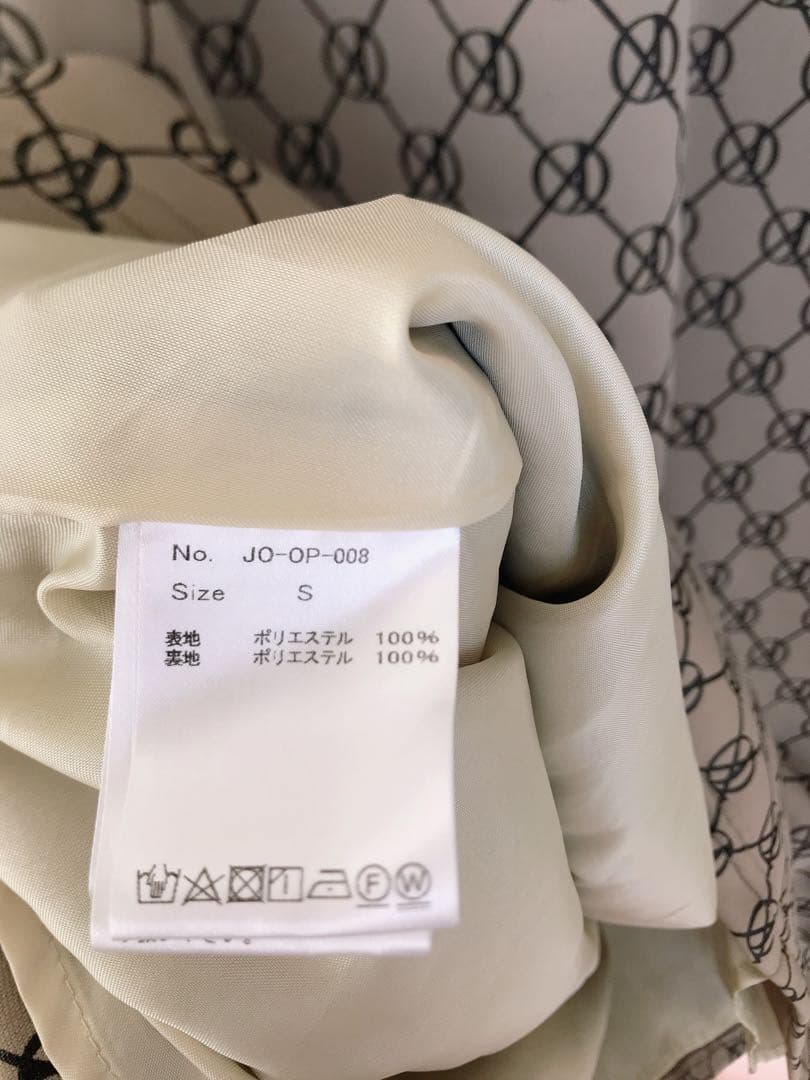 No. JO-OP-008
Size S
表地 ポリエステル 100%
裏地 ポリエステル 100%
F W